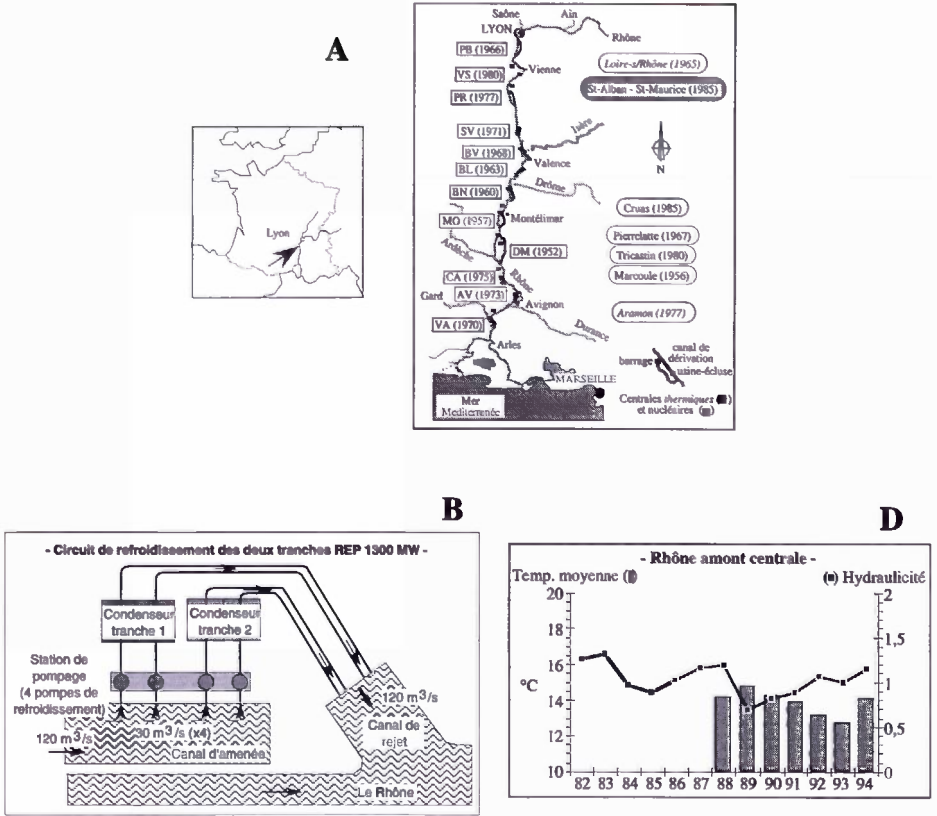 A
Saône
Ain
LYON
Rhône
PB (1966)
Loire-s/Rhône (1965)
VS (1980)
Vienne
St-Alban - St-Maurice (1985)
PR (1977)
SV (1971)
Isère
BV (1968)
Valence
N
BL (1963)
Drôme
BN (1960)
Cruas (1985)
MO (1957)
Montélimar
Pierrelatte (1967)
Ardèche
DM (1952)
Tricastin (1980)
CA (1975)
Rhône
Marcoule (1956)
Gard
AV (1973)
Avignon
Aramon (1977)
VA (1970)
Durance
Arles
canal de
dérivation
barrage
usine-écluse
MARSEILLE
Mer
Mediterranée
Centrales thermiques ( )
et nucléaires ( )
Lyon
B
- Circuit de refroidissement des deux tranches REP 1300 MW -
Condenseur
tranche 1
Condenseur
tranche 2
Station de
pompage
(4 pompes de
refroidissement)
120 m³/s
30 m³/s (x4)
Canal d'amenée
120 m³/s
Canal de
rejet
Le Rhône
D
- Rhône amont centrale -
Temp. moyenne ( )
( ) Hydraulicité
20
18
16
°C
14
12
10
2
1,5
1
0,5
0
82 83 84 85 86 87 88 89 90 91 92 93 94